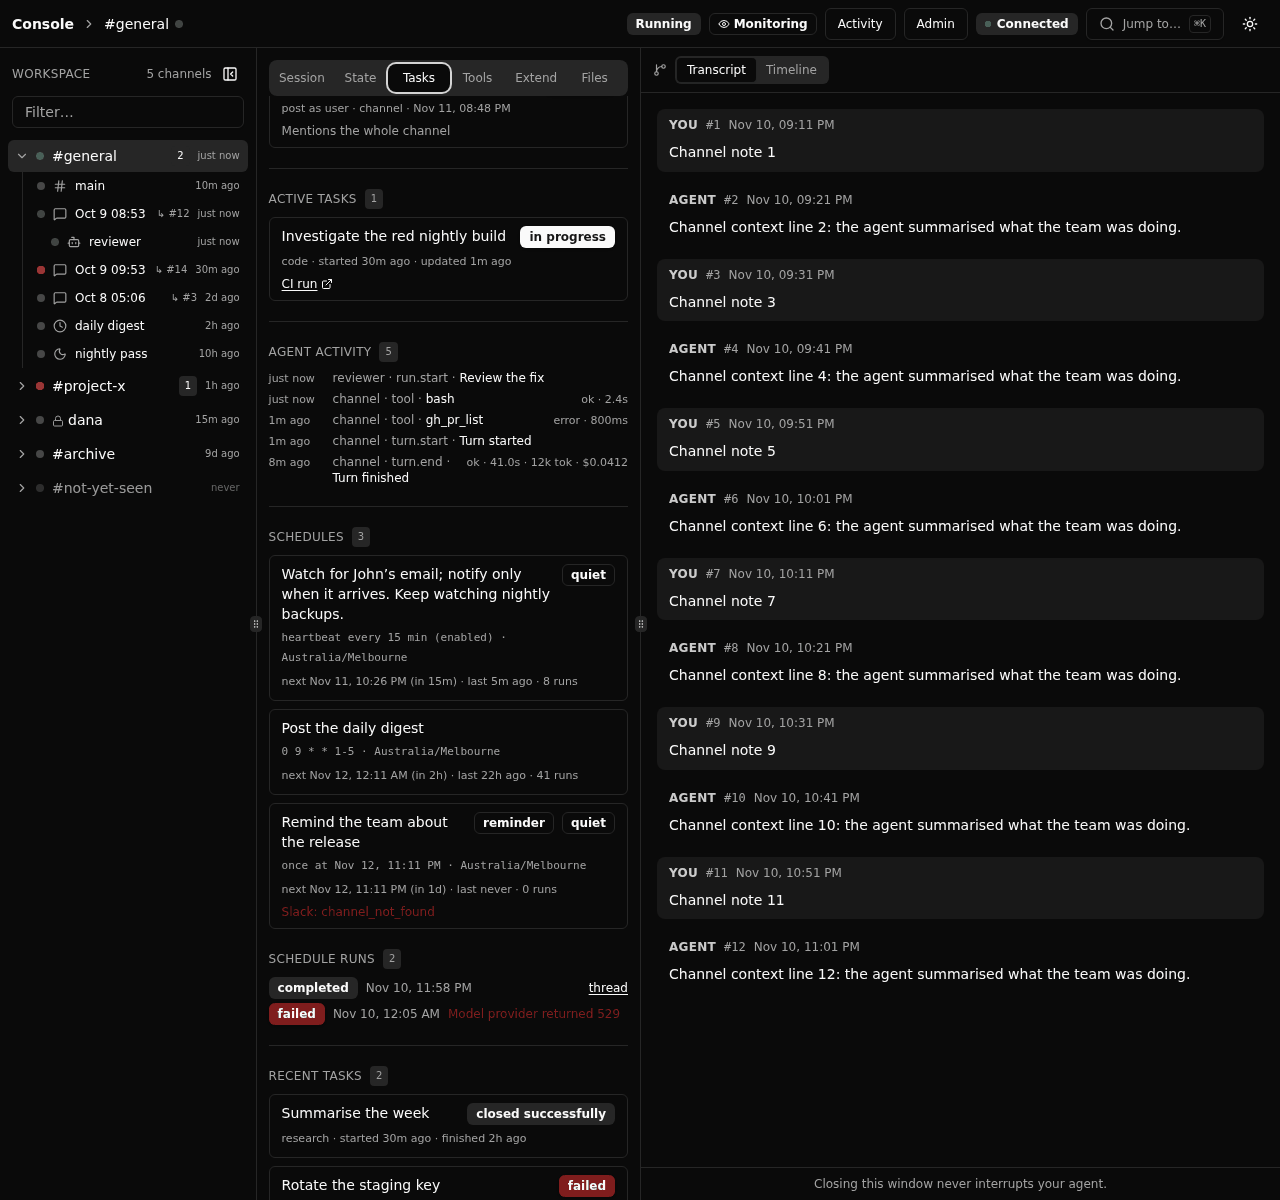 Console > #general
Running
Monitoring
Activity
Admin
Connected
Jump to... ⌘K
WORKSPACE
5 channels
Filter...
#general 2 just now
main 10m ago
Oct 9 08:53 ↳ #12 just now
reviewer just now
Oct 9 09:53 ↳ #14 30m ago
Oct 8 05:06 ↳ #3 2d ago
daily digest 2h ago
nightly pass 10h ago
#project-x 1 1h ago
dana 15m ago
#archive 9d ago
#not-yet-seen never
Session State Tasks Tools Extend Files
post as user · channel · Nov 11, 08:48 PM
Mentions the whole channel
ACTIVE TASKS 1
Investigate the red nightly build in progress
code · started 30m ago · updated 1m ago
CI run
AGENT ACTIVITY 5
just now reviewer · run.start · Review the fix
just now channel · tool · bash ok · 2.4s
1m ago channel · tool · gh_pr_list error · 800ms
1m ago channel · turn.start · Turn started
8m ago channel · turn.end · ok · 41.0s · 12k tok · $0.0412
Turn finished
SCHEDULES 3
Watch for John’s email; notify only quiet
when it arrives. Keep watching nightly
backups.
heartbeat every 15 min (enabled) ·
Australia/Melbourne
next Nov 11, 10:26 PM (in 15m) · last 5m ago · 8 runs
Post the daily digest
0 9 * * 1-5 · Australia/Melbourne
next Nov 12, 12:11 AM (in 2h) · last 22h ago · 41 runs
Remind the team about reminder quiet
the release
once at Nov 12, 11:11 PM · Australia/Melbourne
next Nov 12, 11:11 PM (in 1d) · last never · 0 runs
Slack: channel_not_found
SCHEDULE RUNS 2
completed Nov 10, 11:58 PM thread
failed Nov 10, 12:05 AM Model provider returned 529
RECENT TASKS 2
Summarise the week closed successfully
research · started 30m ago · finished 2h ago
Rotate the staging key failed
Transcript Timeline
YOU #1 Nov 10, 09:11 PM
Channel note 1
AGENT #2 Nov 10, 09:21 PM
Channel context line 2: the agent summarised what the team was doing.
YOU #3 Nov 10, 09:31 PM
Channel note 3
AGENT #4 Nov 10, 09:41 PM
Channel context line 4: the agent summarised what the team was doing.
YOU #5 Nov 10, 09:51 PM
Channel note 5
AGENT #6 Nov 10, 10:01 PM
Channel context line 6: the agent summarised what the team was doing.
YOU #7 Nov 10, 10:11 PM
Channel note 7
AGENT #8 Nov 10, 10:21 PM
Channel context line 8: the agent summarised what the team was doing.
YOU #9 Nov 10, 10:31 PM
Channel note 9
AGENT #10 Nov 10, 10:41 PM
Channel context line 10: the agent summarised what the team was doing.
YOU #11 Nov 10, 10:51 PM
Channel note 11
AGENT #12 Nov 10, 11:01 PM
Channel context line 12: the agent summarised what the team was doing.
Closing this window never interrupts your agent.